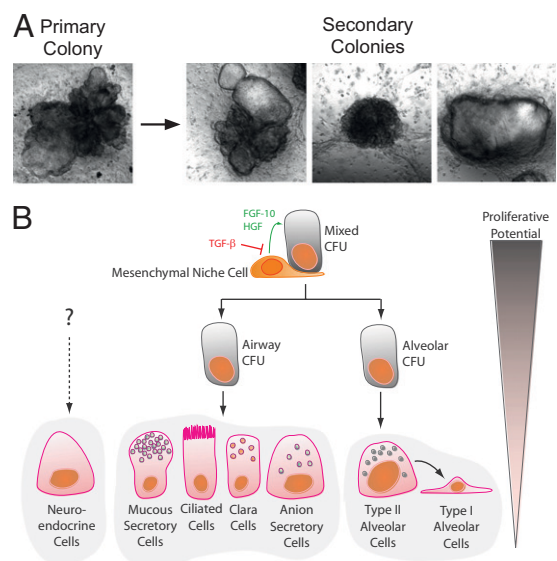 A
Primary
Colony
Secondary
Colonies
B
FGF-10
HGF
TGF-β
Mixed
CFU
Mesenchymal Niche Cell
Proliferative
Potential
?
Airway
CFU
Alveolar
CFU
Neuro-
endocrine
Cells
Mucous
Secretory
Cells
Ciliated
Cells
Clara
Cells
Anion
Secretory
Cells
Type II
Alveolar
Cells
Type I
Alveolar
Cells